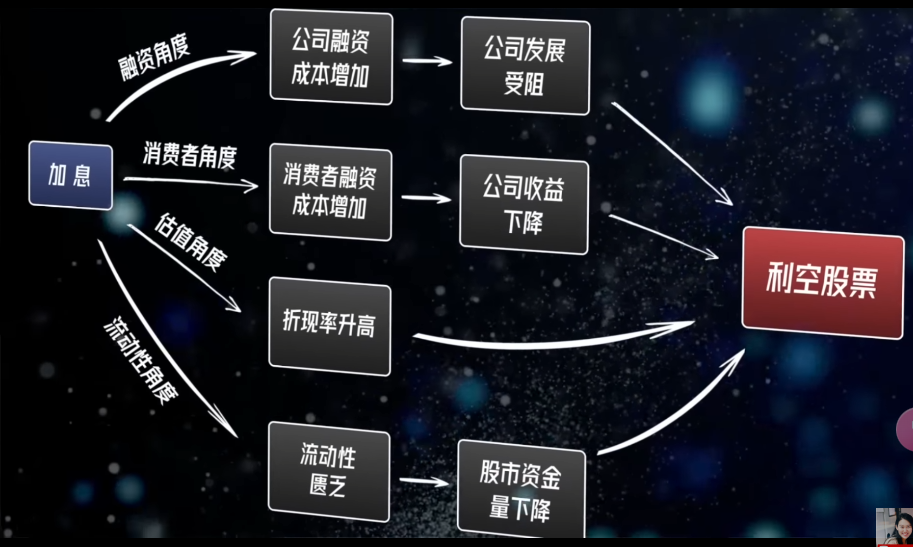 融资角度
公司融资
成本增加
公司发展
受阻
加息
消费者角度
消费者融资
成本增加
公司收益
下降
估值角度
折现率升高
利空股票
流动性角度
流动性
匮乏
股市资金
量下降